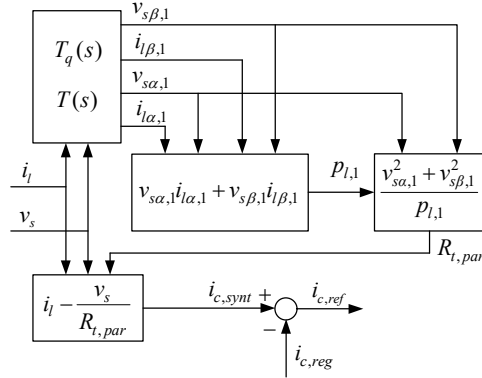 v_{sβ,1}
T_q(s)
i_{lβ,1}
v_{sα,1}
T(s)
i_{lα,1}
i_l
v_{sα,1} i_{lα,1} + v_{sβ,1} i_{lβ,1}
p_{l,1}
\frac{v_{sα,1}^2 + v_{sβ,1}^2}{p_{l,1}}
v_s
R_{t,par}
i_l - \frac{v_s}{R_{t,par}}
i_{c,synt}
+
i_{c,ref}
−
i_{c,reg}